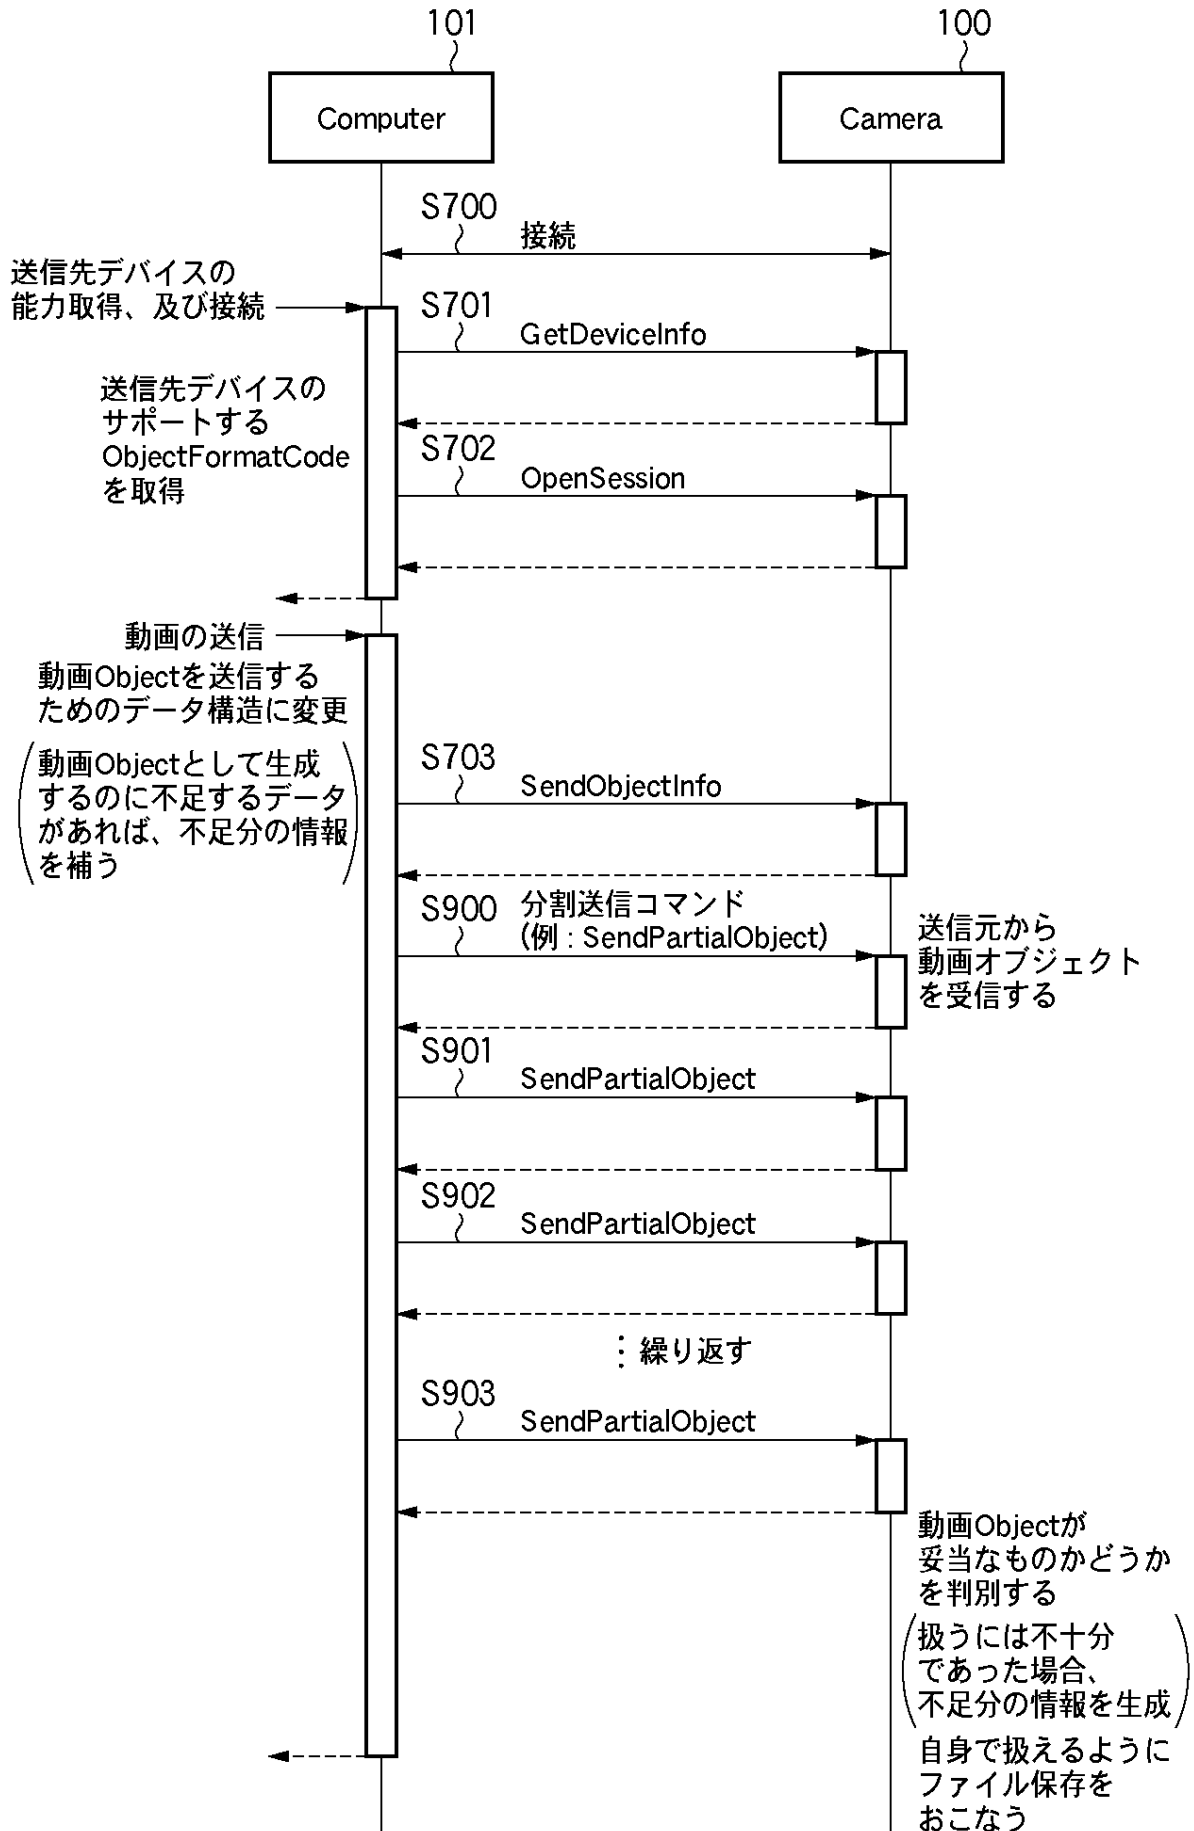 101
100
Computer
Camera
S700
接続
送信先デバイスの
能力取得、及び接続
S701
GetDeviceInfo
送信先デバイスの
サポートする
ObjectFormatCode
を取得
S702
OpenSession
動画の送信
動画Objectを送信する
ためのデータ構造に変更
(動画Objectとして生成
するのに不足するデータ
があれば、不足分の情報
を補う)
S703
SendObjectInfo
S900
分割送信コマンド
(例：SendPartialObject)
送信元から
動画オブジェクト
を受信する
S901
SendPartialObject
S902
SendPartialObject
⋮ 繰り返す
S903
SendPartialObject
動画Objectが
妥当なものかどうか
を判別する
(扱うには不十分
であった場合、
不足分の情報を生成)
自身で扱えるように
ファイル保存を
おこなう